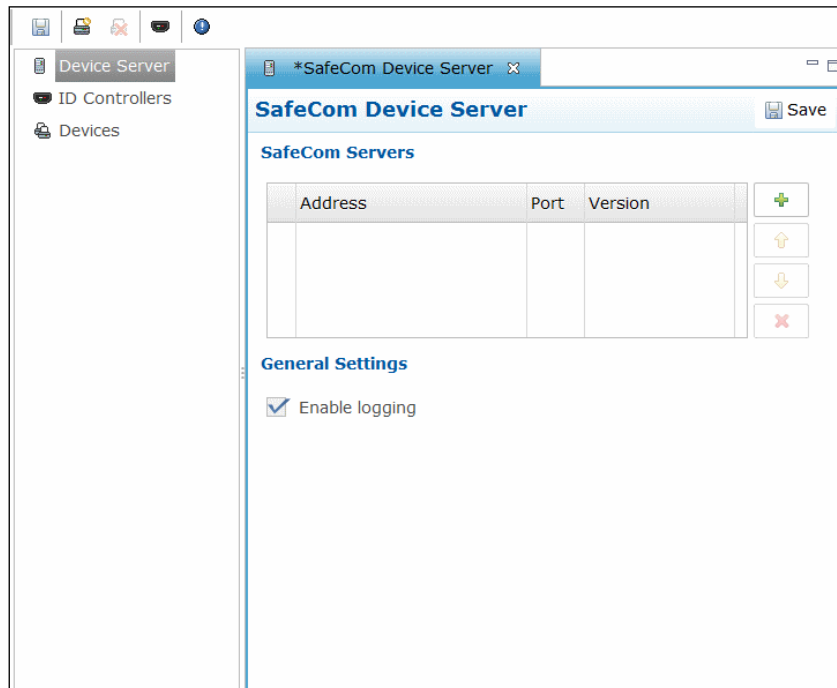 Device Server
ID Controllers
Devices
*SafeCom Device Server
SafeCom Device Server
Save
SafeCom Servers
Address Port Version
General Settings
Enable logging